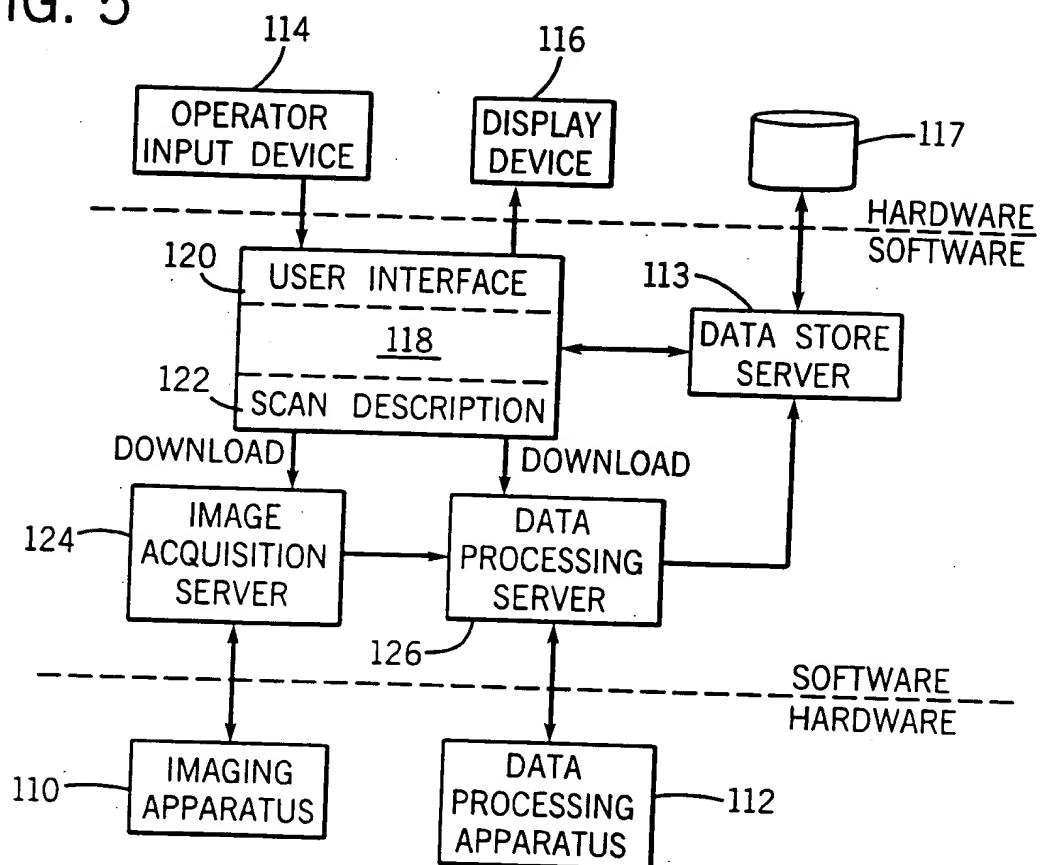 FIG. 5
114
116
OPERATOR
INPUT DEVICE
DISPLAY
DEVICE
117
HARDWARE
SOFTWARE
120
USER INTERFACE
113
118
DATA STORE
SERVER
122
SCAN DESCRIPTION
DOWNLOAD
DOWNLOAD
124
IMAGE
ACQUISITION
SERVER
DATA
PROCESSING
SERVER
126
SOFTWARE
HARDWARE
110
IMAGING
APPARATUS
DATA
PROCESSING
APPARATUS
112